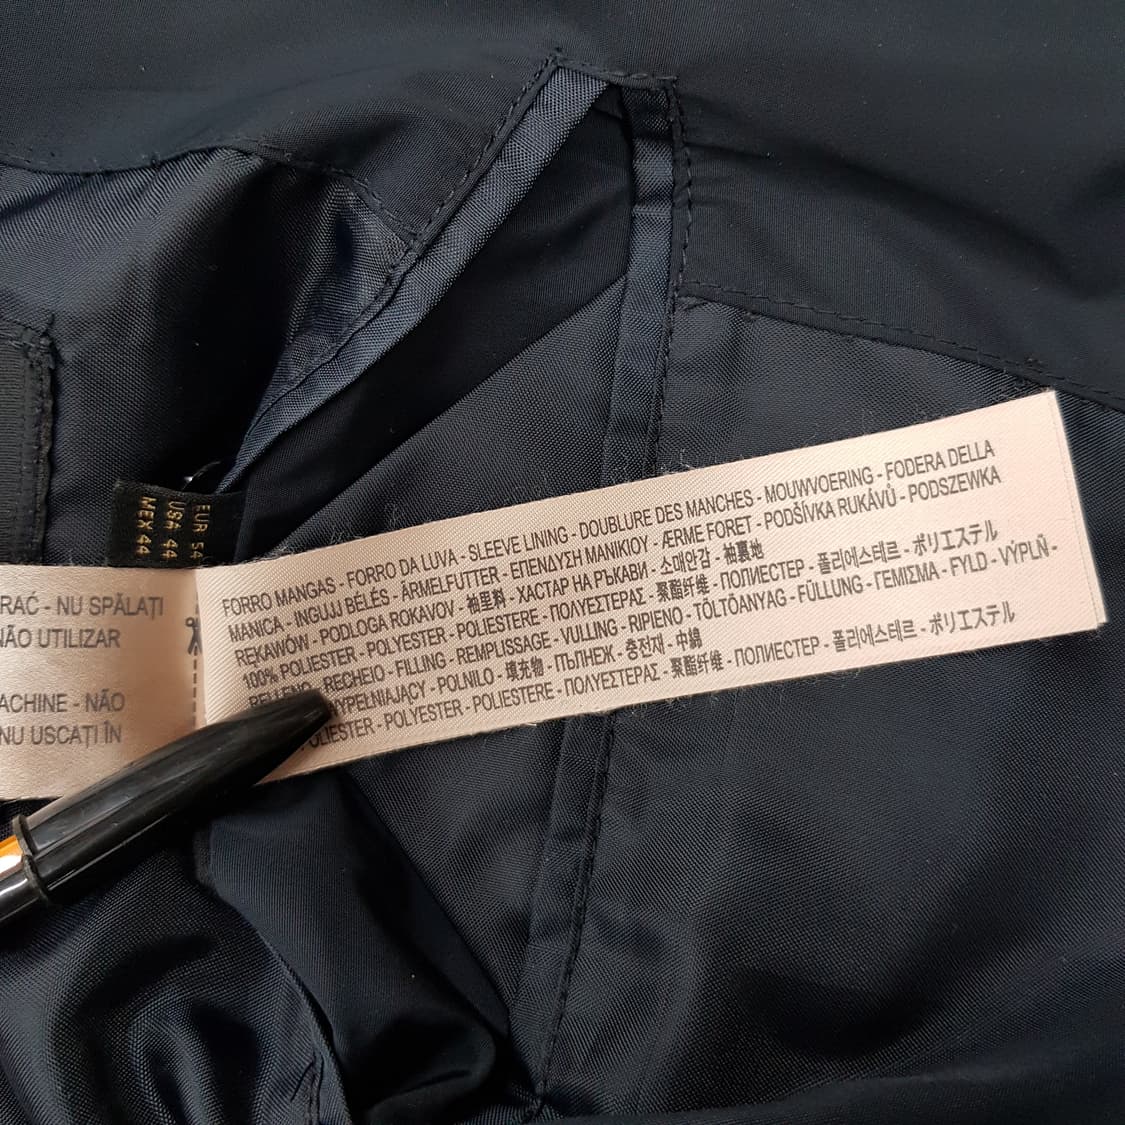 EUR 54
USA 44
MEX 44
RAĆ - NU SPĂLAȚI
NÃO UTILIZAR
ACHINE - NÃO
NU USCAȚI ÎN
FORRO MANGAS - FORRO DA LUVA - SLEEVE LINING - DOUBLURE DES MANCHES - MOUWVOERING - FODERA DELLA
MANICA - INGUJJ BÉLÉS - ÄRMELFUTTER - ΕΠΕΝΔΥΣΗ ΜΑΝΙΚΙΟΥ - ÆRME FORET - PODŠÍVKA RUKÁVŮ - PODSZEWKA
RĘKAWÓW - PODLOGA ROKAVOV - 袖里料 - ХАСТАР НА РЪКАВИ - 소매안감 - 袖裏地
100% POLIESTER - POLYESTER - POLIESTERE - ΠΟΛΥΕΣΤΕΡΑΣ - 聚酯纤维 - ПОЛИЕСТЕР - 폴리에스테르 - ポリエステル
RECHEIO - FILLING - REMPLISSAGE - VULLING - RIPIENO - TÖLTŐANYAG - FÜLLUNG - ΓΕΜΙΣΜΑ - FYLD - VÝPLŇ -
WYPEŁNIAJĄCY - POLNILO - 填充物 - ПЪЛНЕЖ - 충전재 - 中綿
POLIESTER - POLYESTER - POLIESTERE - ΠΟΛΥΕΣΤΕΡΑΣ - 聚酯纤维 - ПОЛИЕСТЕР - 폴리에스테르 - ポリエステル